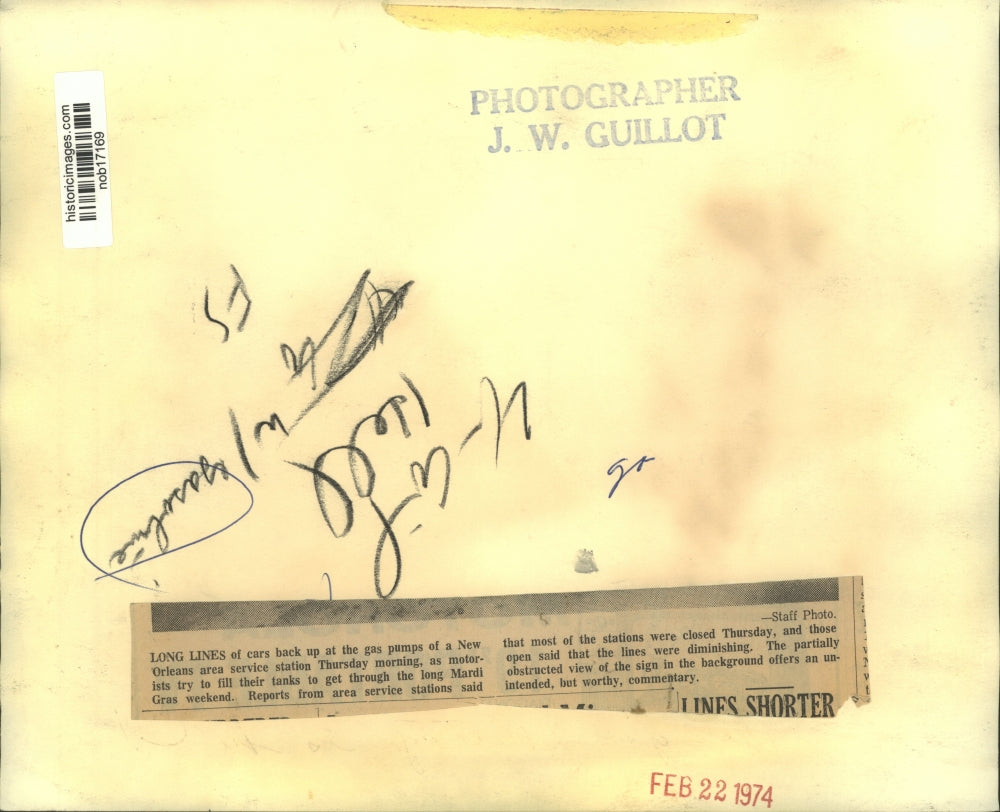 PHOTOGRAPHER
J. W. GUILLOT
historicimages.com
nob17169
gasoline
go
—Staff Photo.
LONG LINES of cars back up at the gas pumps of a New
Orleans area service station Thursday morning, as motor-
ists try to fill their tanks to get through the long Mardi
Gras weekend. Reports from area service stations said
that most of the stations were closed Thursday, and those
open said that the lines were diminishing. The partially
obstructed view of the sign in the background offers an un-
intended, but worthy, commentary.
LINES SHORTER
FEB 22 1974